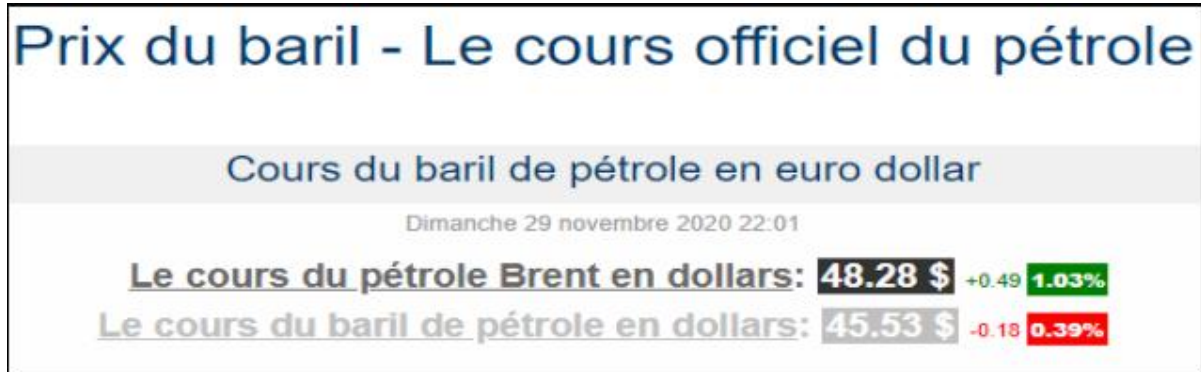 Prix du baril - Le cours officiel du pétrole
Cours du baril de pétrole en euro dollar
Dimanche 29 novembre 2020 22:01
Le cours du pétrole Brent en dollars: 48.28 $ +0.49 1.03%
Le cours du baril de pétrole en dollars: 45.53 $ -0.18 0.39%